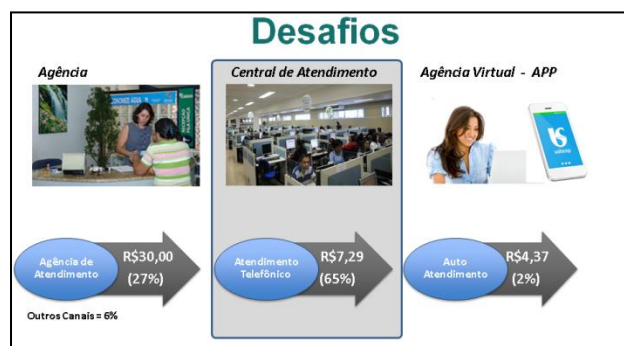 Desafios
Agência
Central de Atendimento
Agência Virtual - APP
Agência de
Atendimento
R$30,00
(27%)
Atendimento
Telefônico
R$7,29
(65%)
Auto
Atendimento
R$4,37
(2%)
Outros Canais = 6%